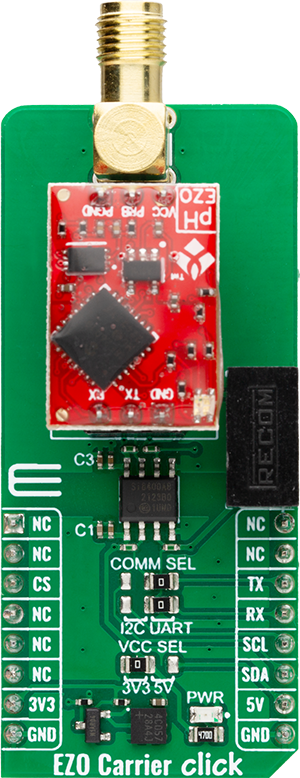 PGND PRB VCC
pH EZO
Tm
RX TX GND
RECOM
C3
C1
COMM SEL
I2C UART
VCC SEL
3V3 5V
PWR
4700
NC NC
NC NC
CS TX
NC RX
NC SCL
NC SDA
3V3 5V
GND GND
EZO Carrier click